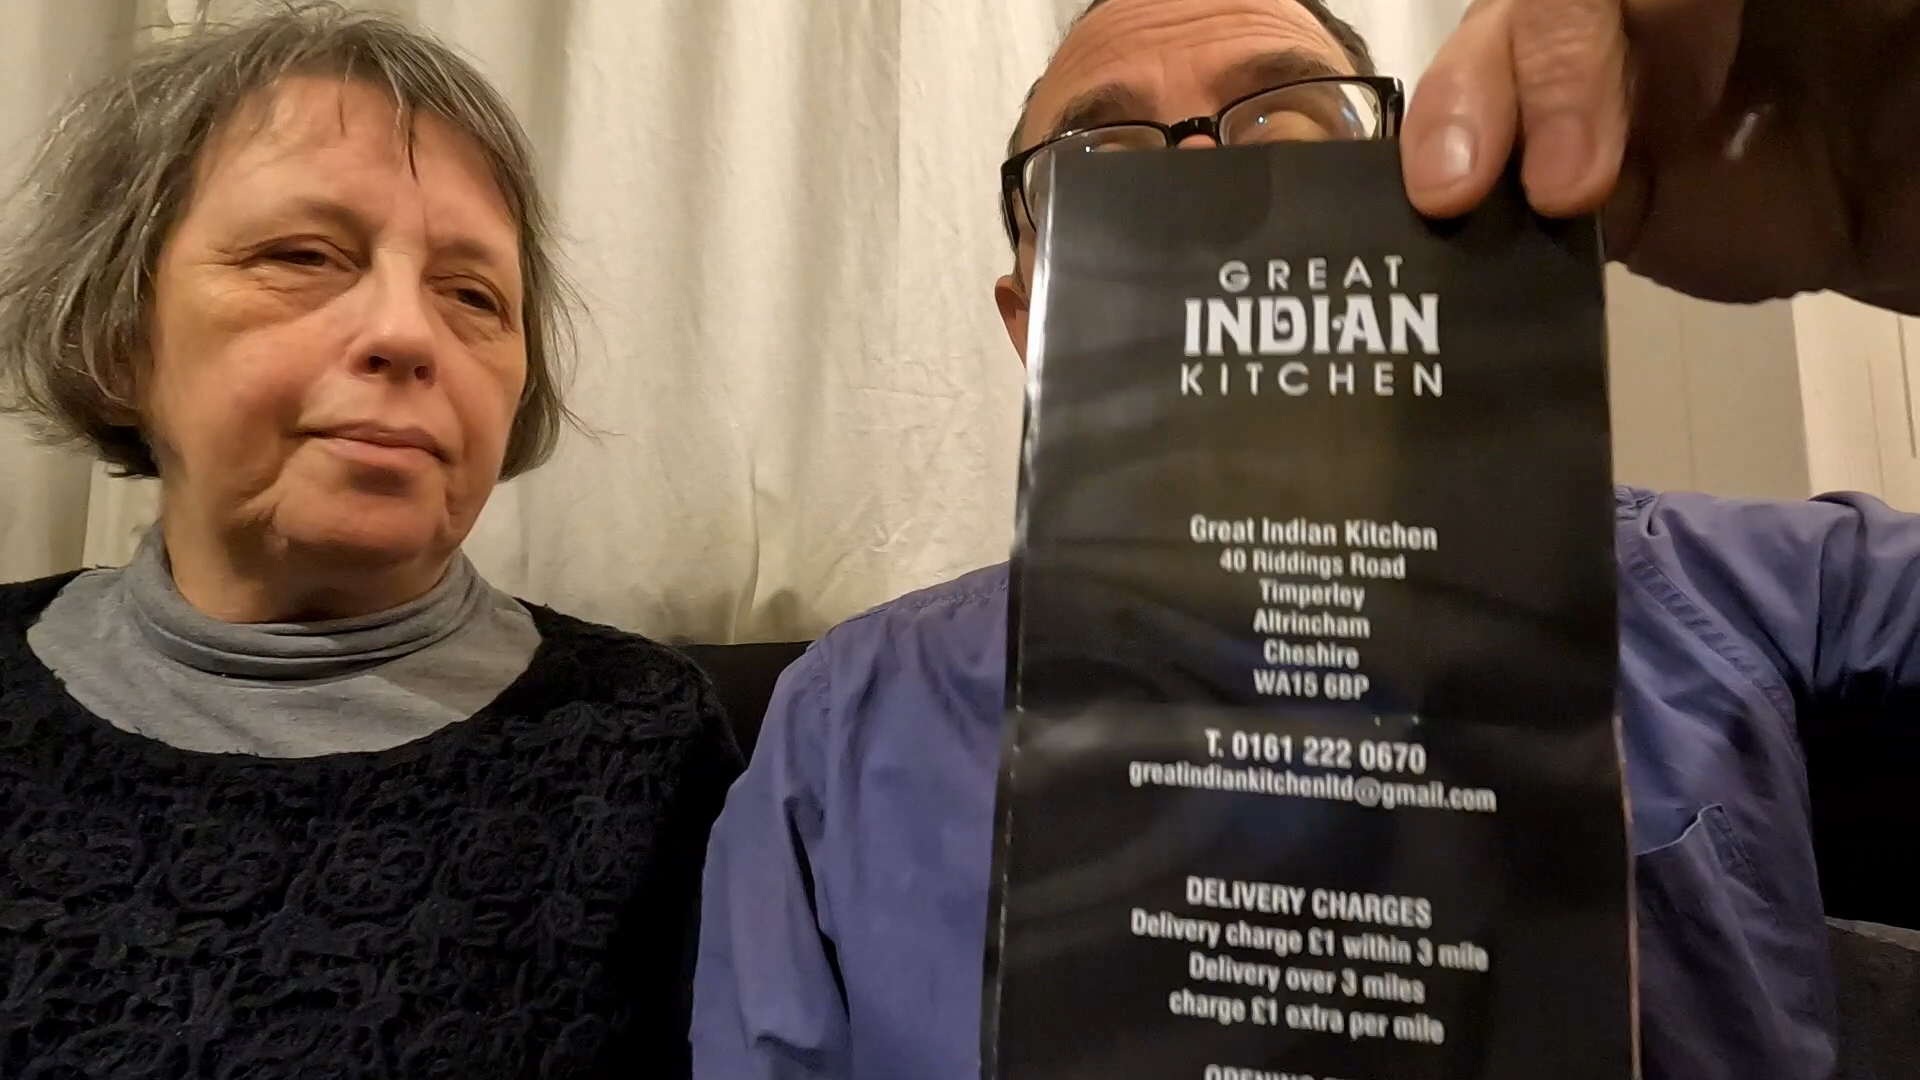 GREAT
INDIAN
KITCHEN
Great Indian Kitchen
40 Riddings Road
Timperley
Altrincham
Cheshire
WA15 6BP
T. 0161 222 0670
greatindiankitchenltd@gmail.com
DELIVERY CHARGES
Delivery charge £1 within 3 mile
Delivery over 3 miles
charge £1 extra per mile